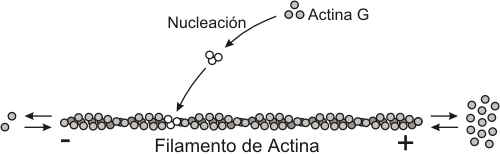 Actina G
Nucleación
- Filamento de Actina +